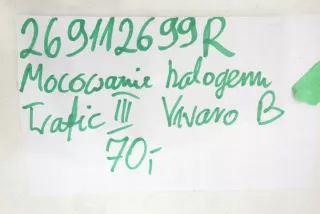 269112699R
Mocowanie halogenu
Trafic III Vivaro B
70,-